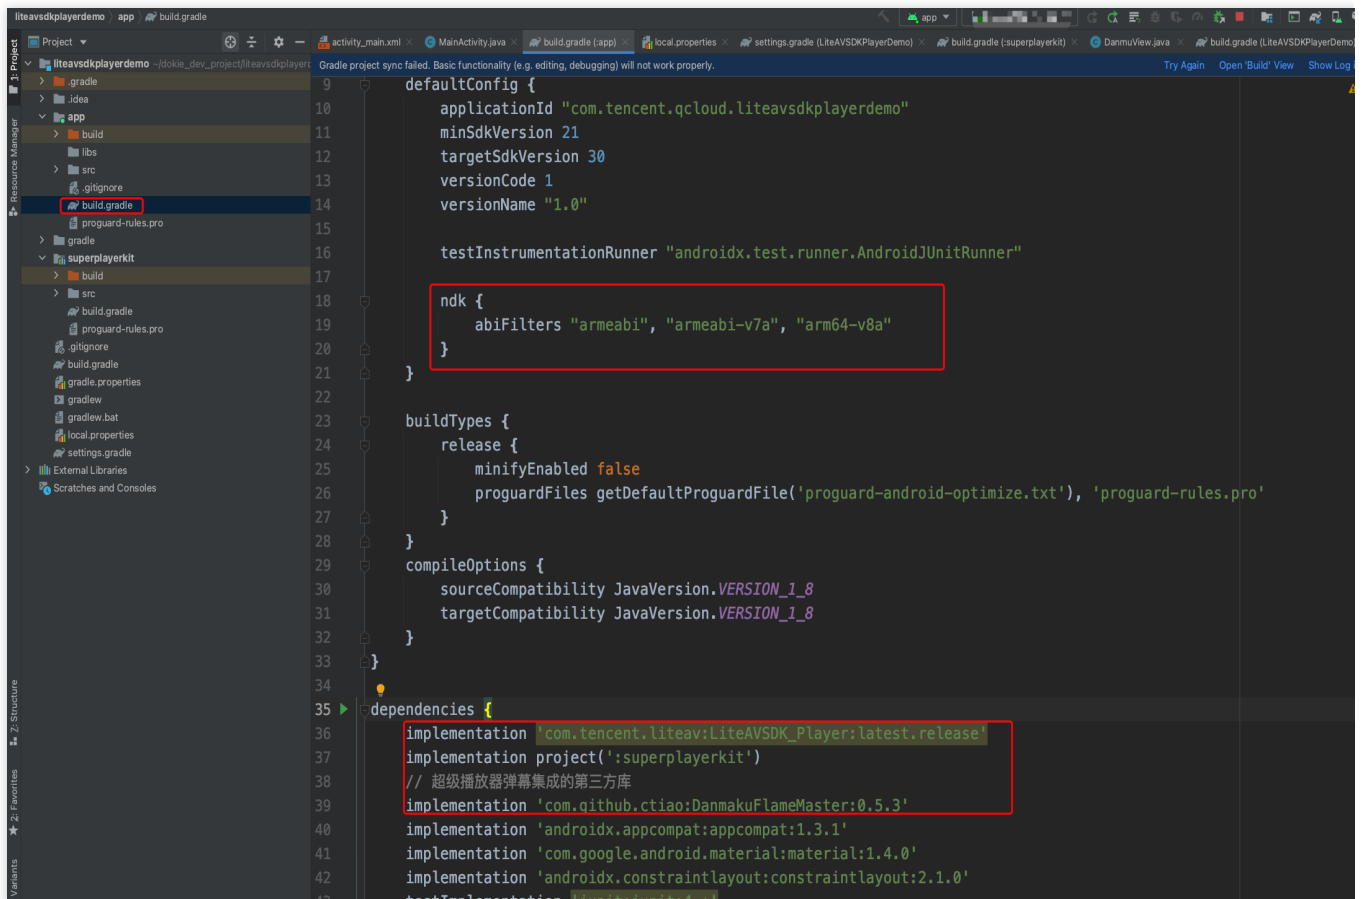 liteavsdkplayerdemo app build.gradle
app
Project
activity_main.xml MainActivity.java build.gradle (:app) local.properties settings.gradle (LiteAVSDKPlayerDemo) build.gradle (:superplayerkit) DanmuView.java build.gradle (LiteAVSDKPlayerDemo)
Gradle project sync failed. Basic functionality (e.g. editing, debugging) will not work properly. Try Again Open 'Build' View Show Log i
1: Project
Resource Manager
Z: Structure
2: Favorites
Variants
liteavsdkplayerdemo ~/dokie_dev_project/liteavsdkplayerd
.gradle
.idea
app
build
libs
src
.gitignore
build.gradle
proguard-rules.pro
gradle
superplayerkit
build
src
build.gradle
proguard-rules.pro
.gitignore
build.gradle
gradle.properties
gradlew
gradlew.bat
local.properties
settings.gradle
External Libraries
Scratches and Consoles
9 defaultConfig {
10 applicationId "com.tencent.qcloud.liteavsdkplayerdemo"
11 minSdkVersion 21
12 targetSdkVersion 30
13 versionCode 1
14 versionName "1.0"
15
16 testInstrumentationRunner "androidx.test.runner.AndroidJUnitRunner"
17
18 ndk {
19 abiFilters "armeabi", "armeabi-v7a", "arm64-v8a"
20 }
21 }
22
23 buildTypes {
24 release {
25 minifyEnabled false
26 proguardFiles getDefaultProguardFile('proguard-android-optimize.txt'), 'proguard-rules.pro'
27 }
28 }
29 compileOptions {
30 sourceCompatibility JavaVersion.VERSION_1_8
31 targetCompatibility JavaVersion.VERSION_1_8
32 }
33 }
34
35 dependencies {
36 implementation 'com.tencent.liteav:LiteAVSDK_Player:latest.release'
37 implementation project(':superplayerkit')
38 // 超级播放器弹幕集成的第三方库
39 implementation 'com.github.ctiao:DanmakuFlameMaster:0.5.3'
40 implementation 'androidx.appcompat:appcompat:1.3.1'
41 implementation 'com.google.android.material:material:1.4.0'
42 implementation 'androidx.constraintlayout:constraintlayout:2.1.0'